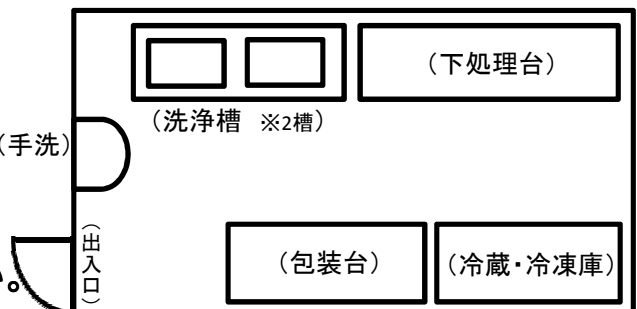 （下処理台）
（洗浄槽 ※2槽）
（手洗）
（出入口）
（包装台）
（冷蔵・冷凍庫）
。